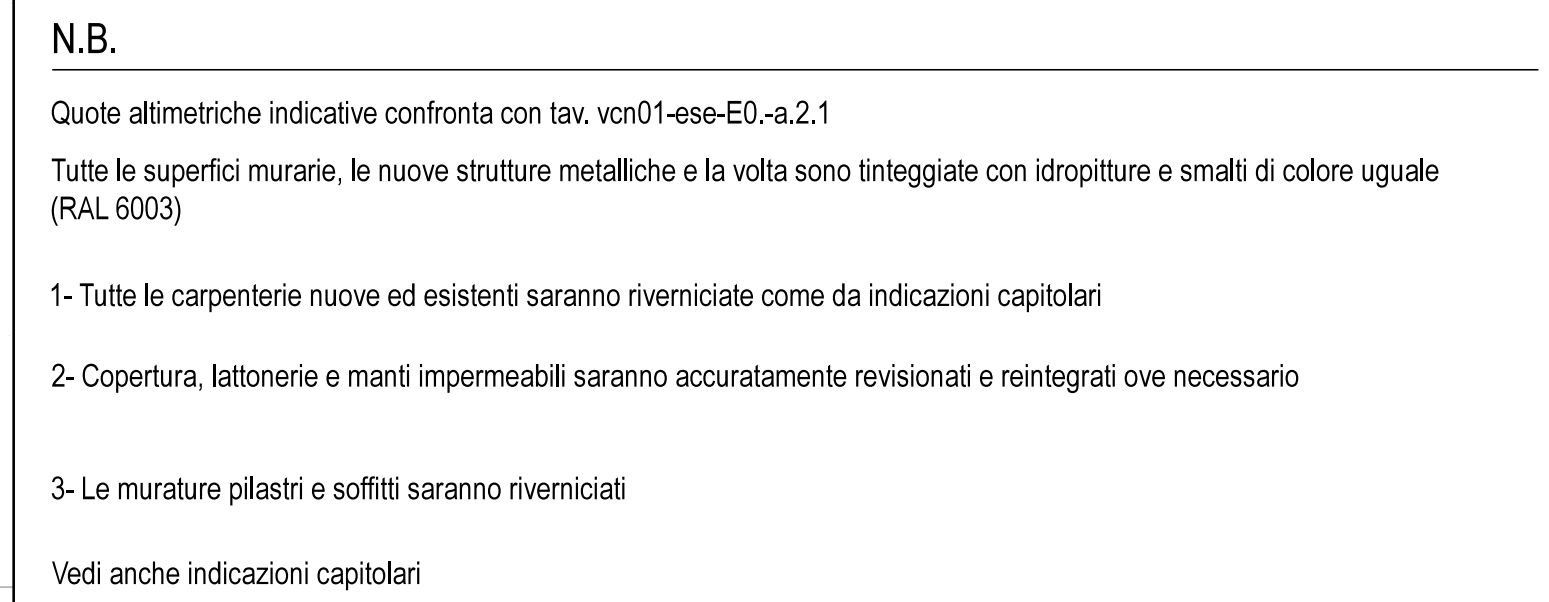 N.B.
Quote altimetriche indicative confronta con tav. vcn01-ese-E0.-a.2.1
Tutte le superfici murarie, le nuove strutture metalliche e la volta sono tinteggiate con idropitture e smalti di colore uguale
(RAL 6003)
1- Tutte le carpenterie nuove ed esistenti saranno riverniciate come da indicazioni capitolari
2- Copertura, lattonerie e manti impermeabili saranno accuratamente revisionati e reintegrati ove necessario
3- Le murature pilastri e soffitti saranno riverniciati
Vedi anche indicazioni capitolari